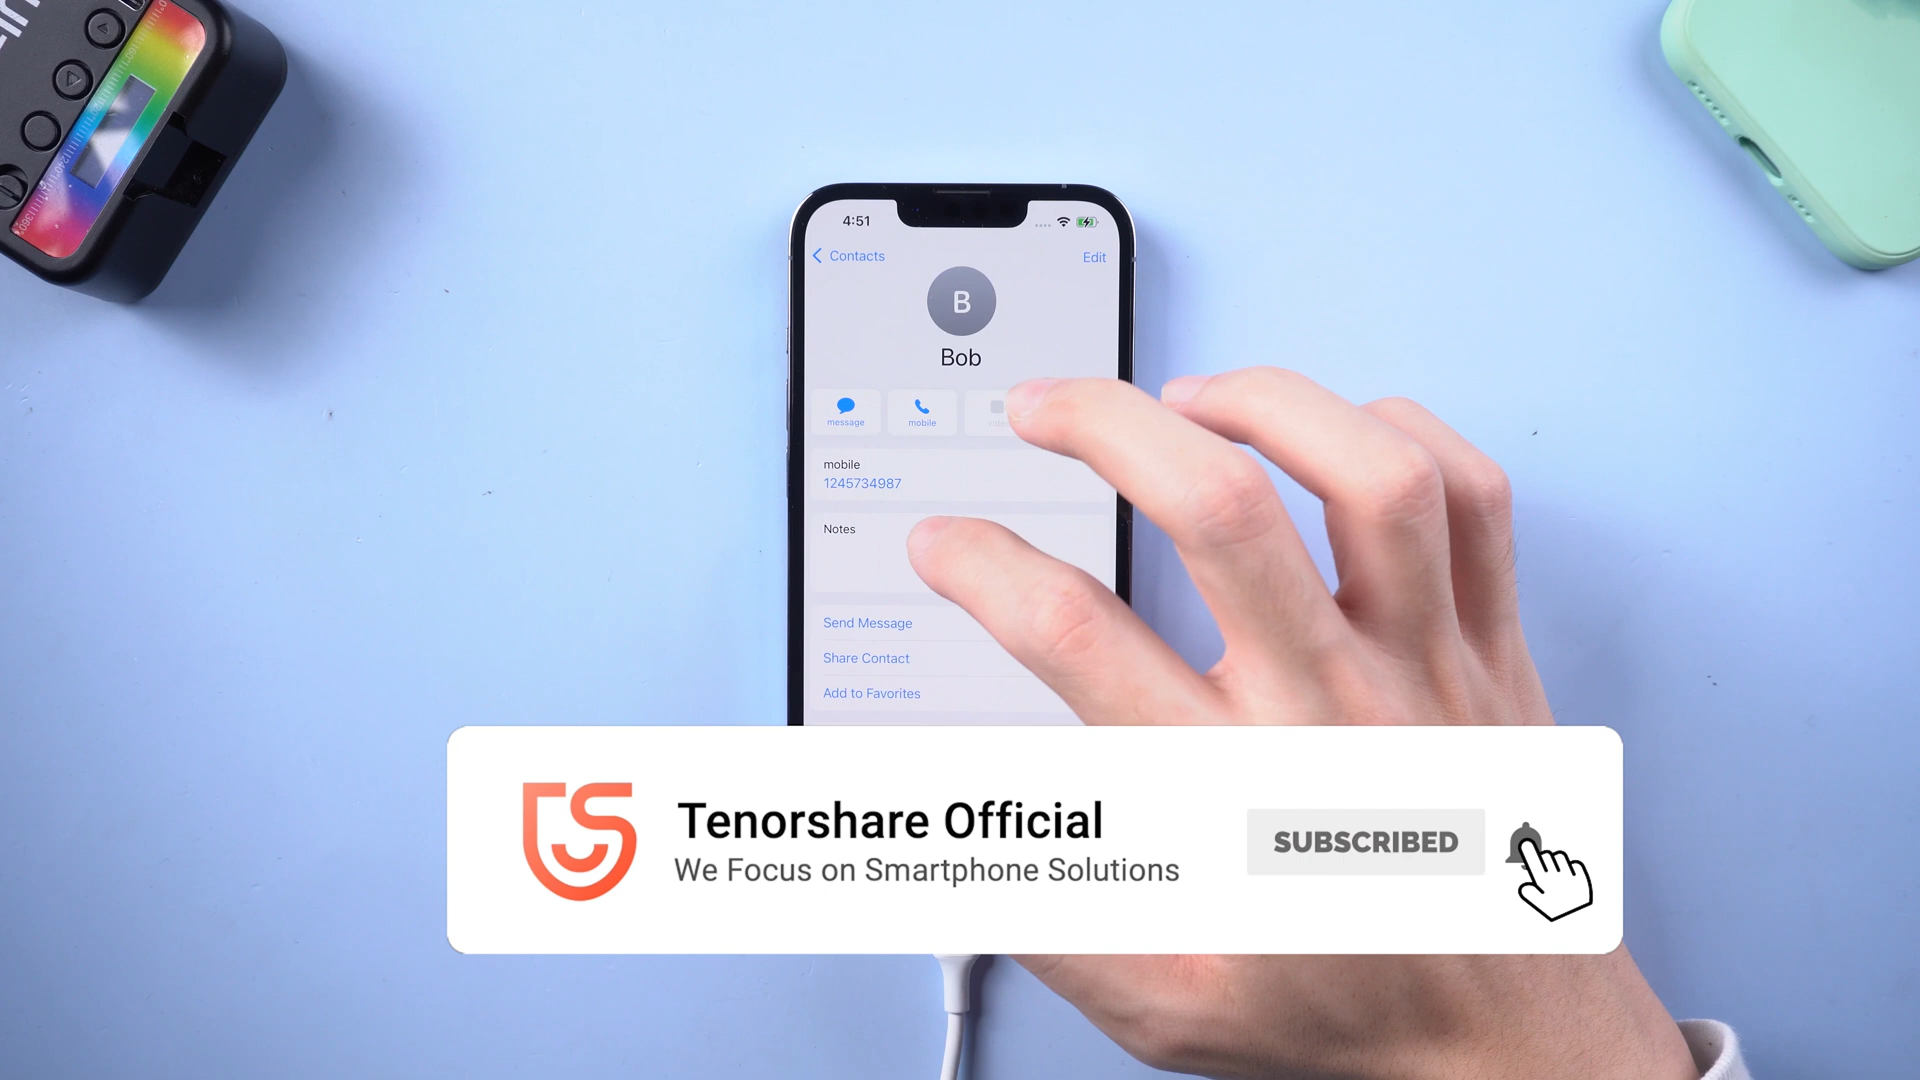 4:51
Contacts
Edit
B
Bob
message
mobile
mobile
1245734987
Notes
Send Message
Share Contact
Add to Favorites
Tenorshare Official
We Focus on Smartphone Solutions
SUBSCRIBED